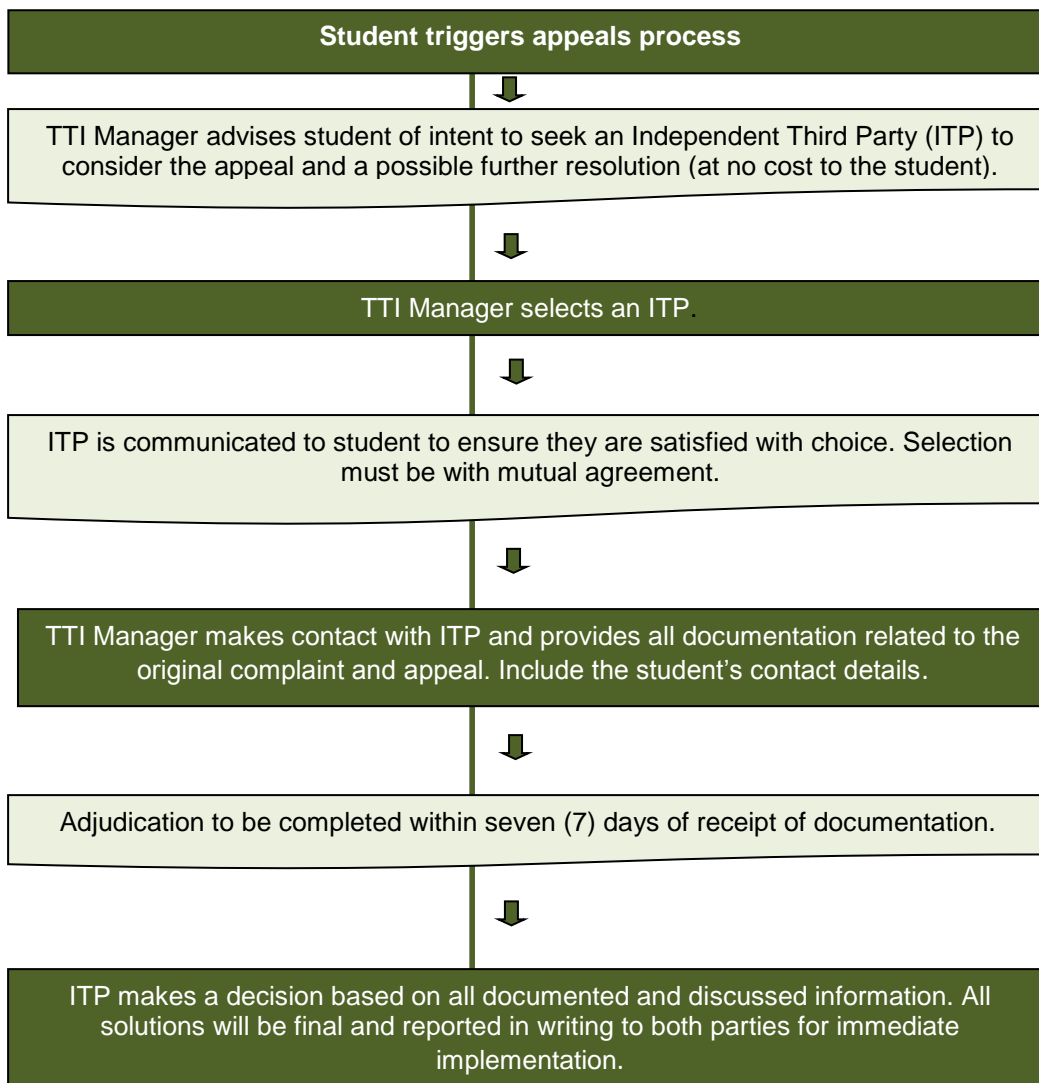 Student triggers appeals process
TTI Manager advises student of intent to seek an Independent Third Party (ITP) to
consider the appeal and a possible further resolution (at no cost to the student).
TTI Manager selects an ITP.
ITP is communicated to student to ensure they are satisfied with choice. Selection
must be with mutual agreement.
TTI Manager makes contact with ITP and provides all documentation related to the
original complaint and appeal. Include the student’s contact details.
Adjudication to be completed within seven (7) days of receipt of documentation.
ITP makes a decision based on all documented and discussed information. All
solutions will be final and reported in writing to both parties for immediate
implementation.